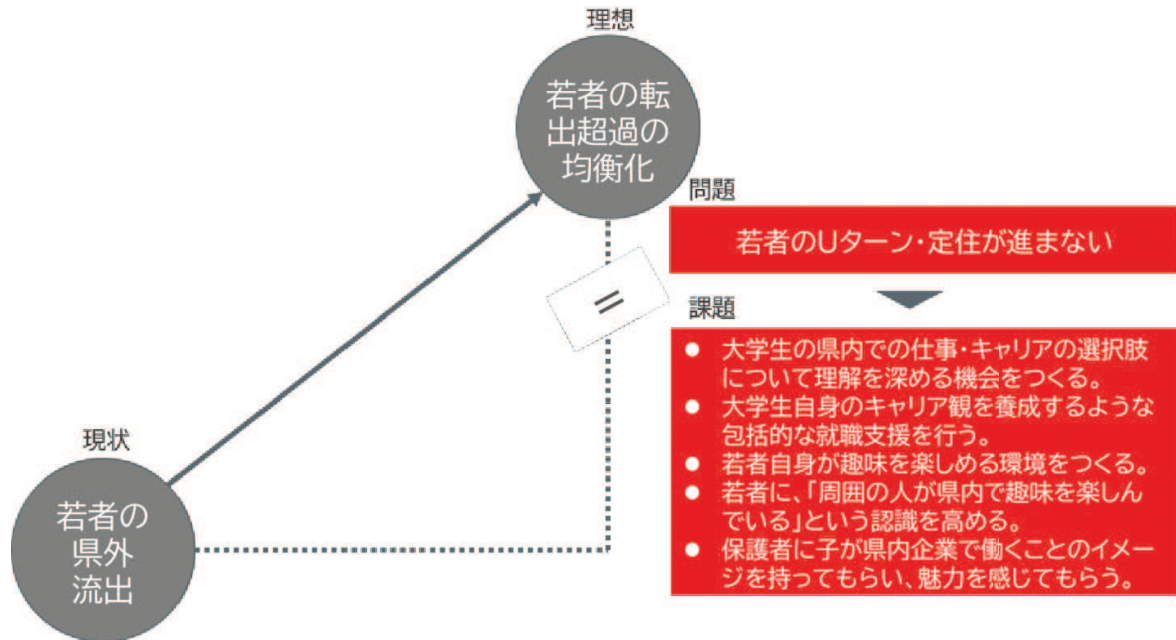 理想
若者の転
出超過の
均衡化
問題
若者のUターン・定住が進まない
=
課題
● 大学生の県内での仕事・キャリアの選択肢
について理解を深める機会をつくる。
● 大学生自身のキャリア観を養成するような
包括的な就職支援を行う。
● 若者自身が趣味を楽しめる環境をつくる。
● 若者に、「周囲の人が県内で趣味を楽しん
でいる」という認識を高める。
● 保護者に子が県内企業で働くことのイメー
ジを持ってもらい、魅力を感じてもらう。
現状
若者の
県外
流出